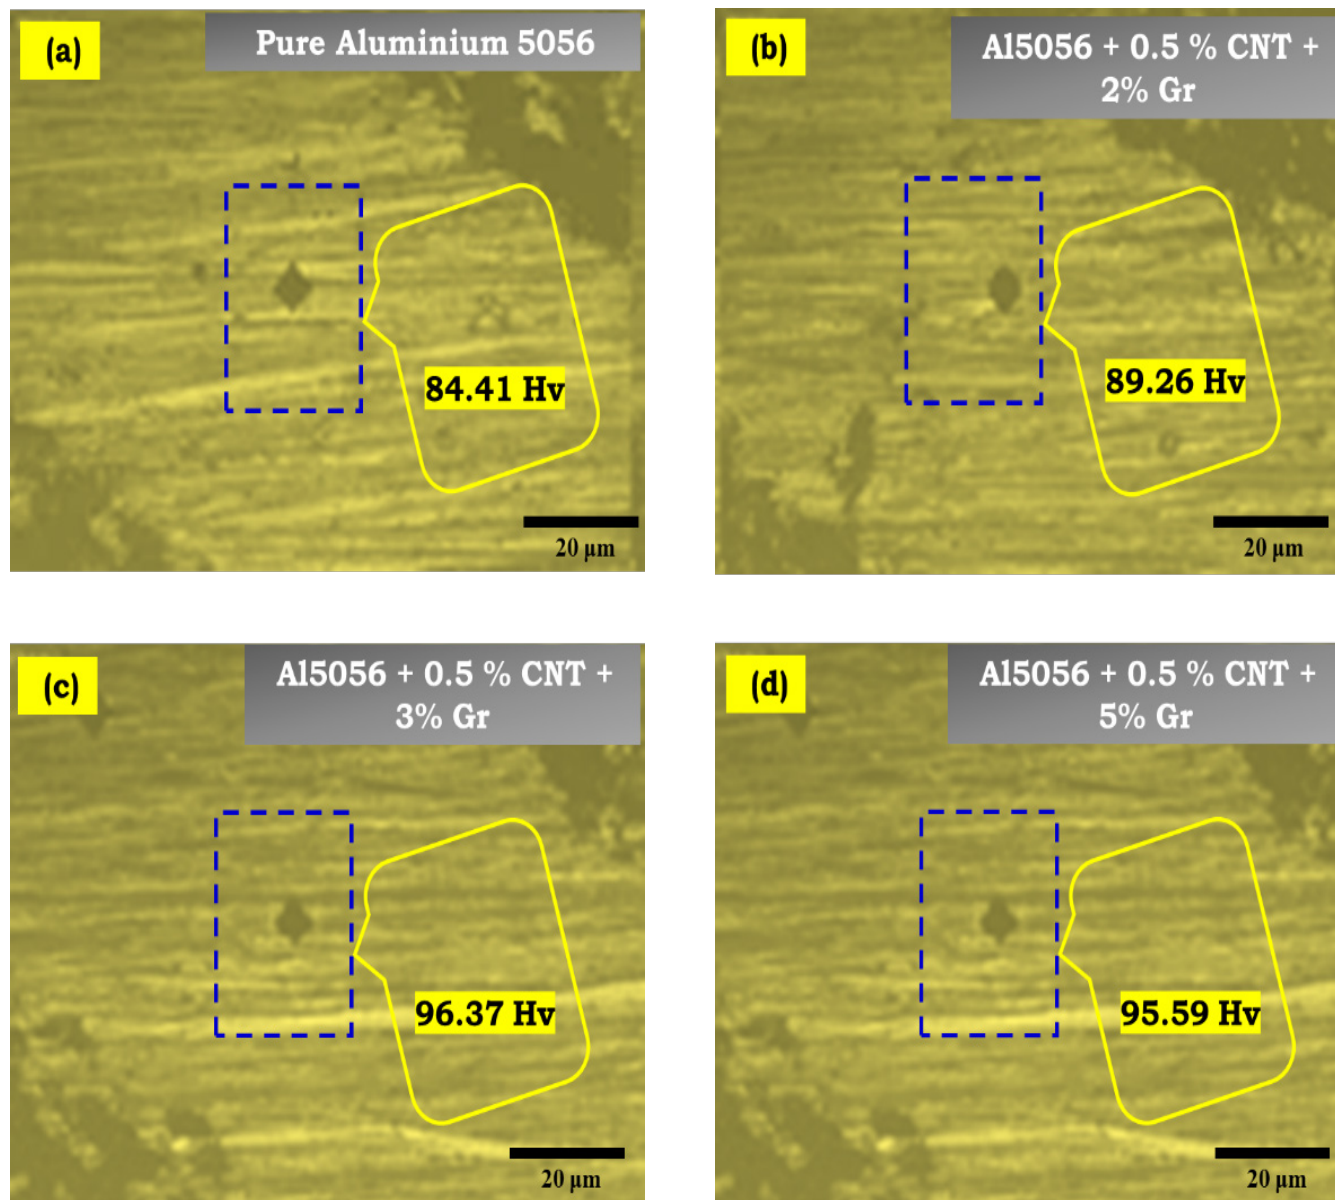 (a)
Pure Aluminium 5056
84.41 Hv
20 µm
(b)
Al5056 + 0.5 % CNT +
2% Gr
89.26 Hv
20 µm
(c)
Al5056 + 0.5 % CNT +
3% Gr
96.37 Hv
20 µm
(d)
Al5056 + 0.5 % CNT +
5% Gr
95.59 Hv
20 µm